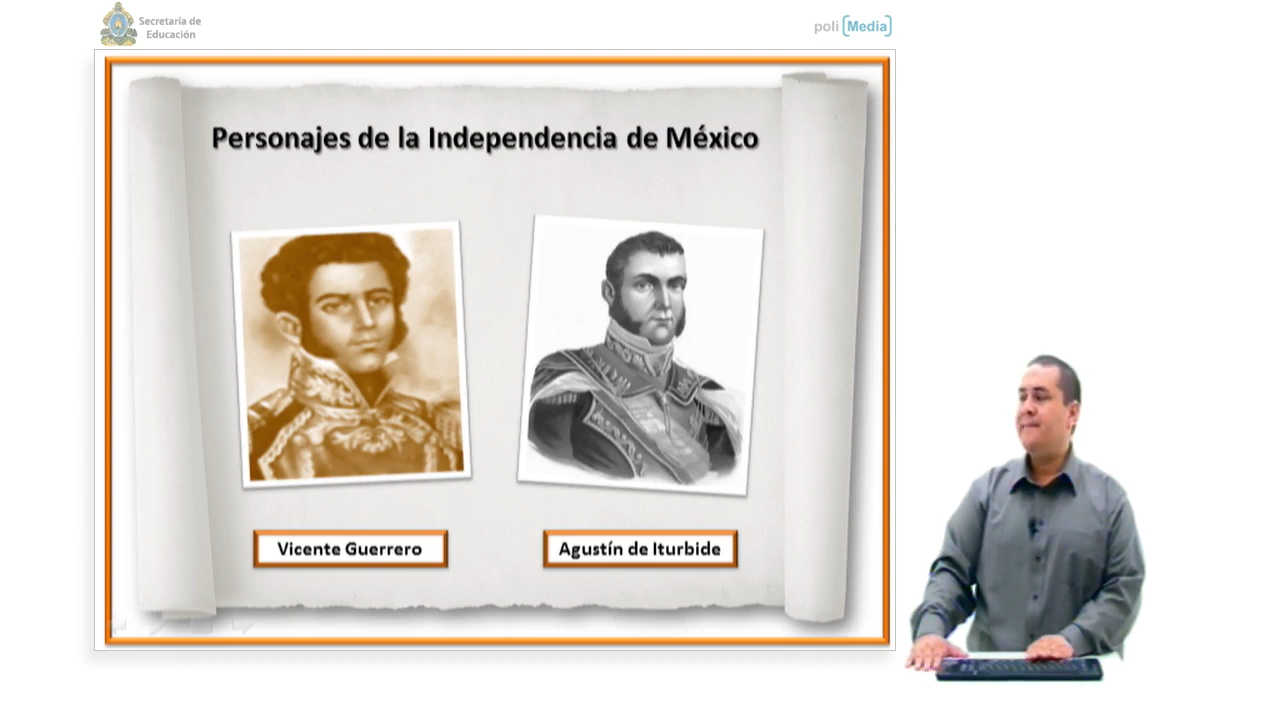 Secretaría de
Educación
poli [Media]
Personajes de la Independencia de México
Vicente Guerrero
Agustín de Iturbide